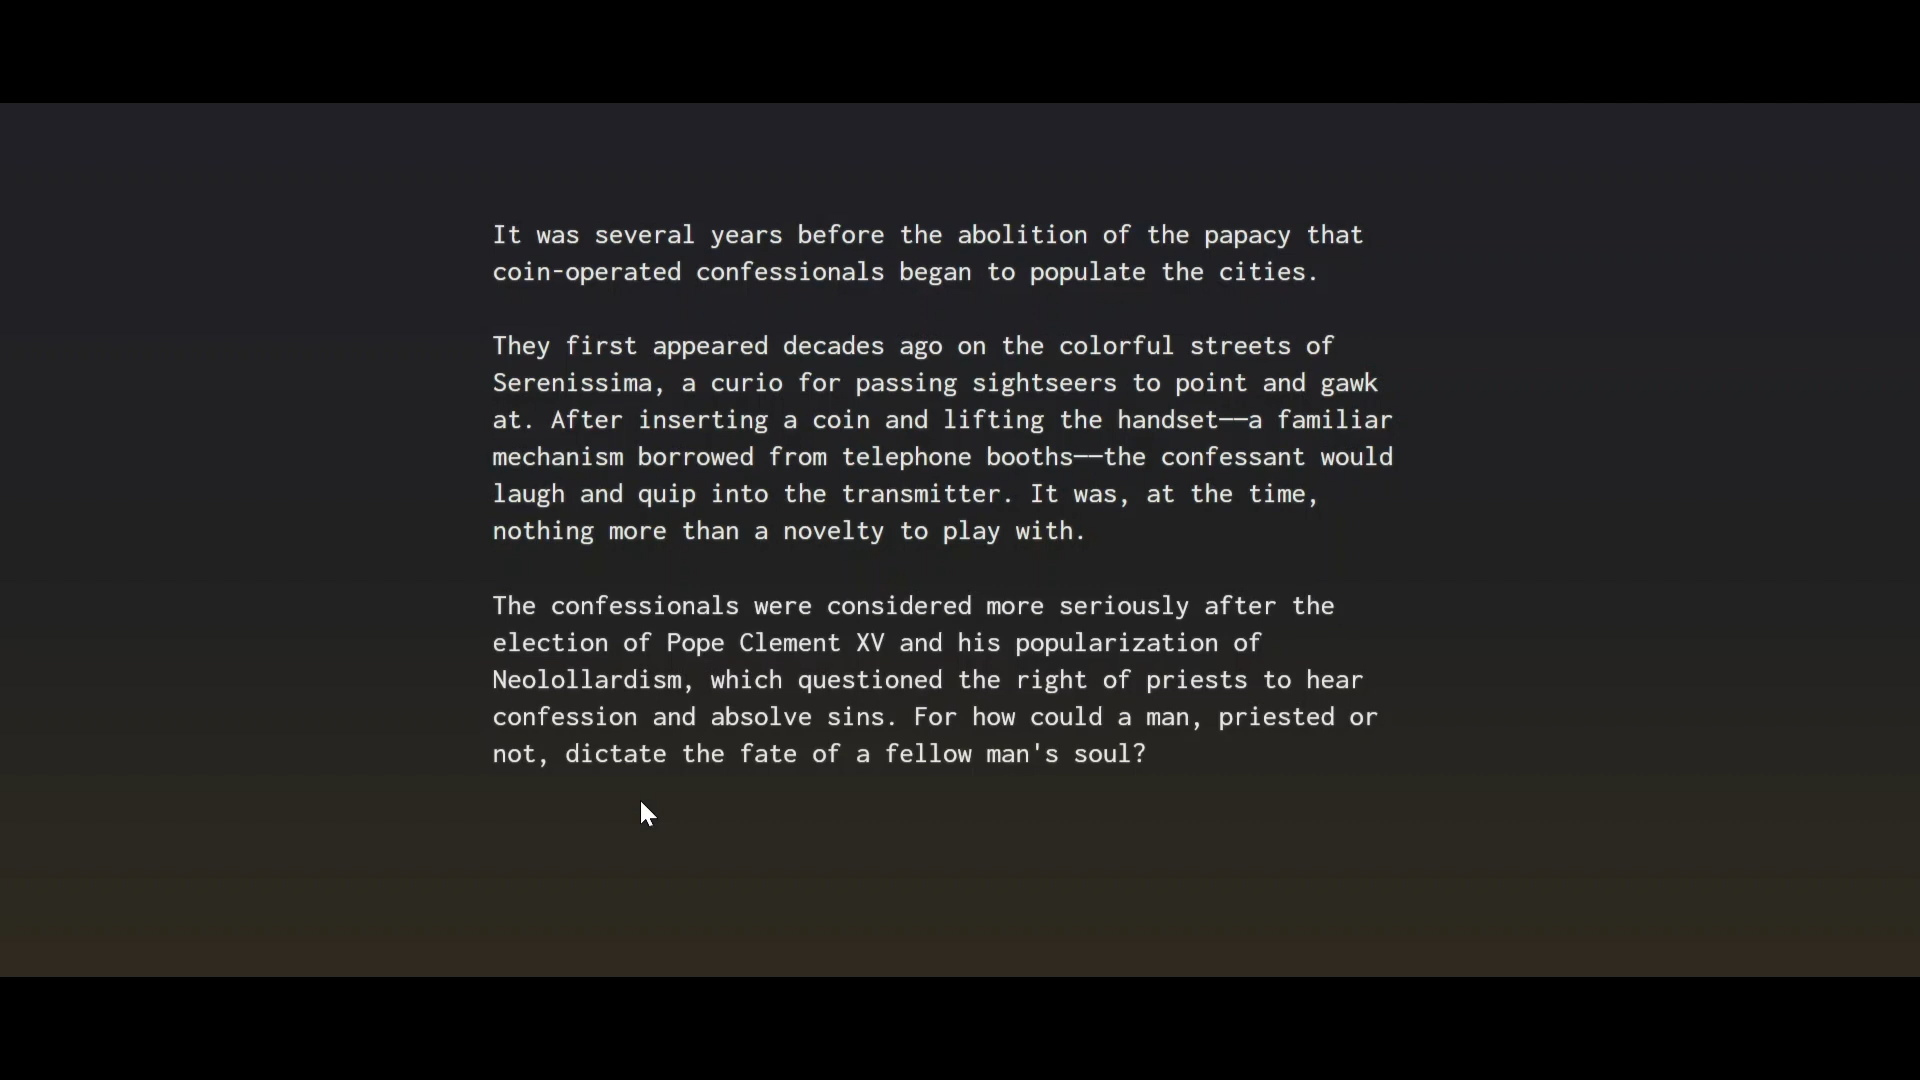 It was several years before the abolition of the papacy that
coin-operated confessionals began to populate the cities.
They first appeared decades ago on the colorful streets of
Serenissima, a curio for passing sightseers to point and gawk
at. After inserting a coin and lifting the handset——a familiar
mechanism borrowed from telephone booths——the confessant would
laugh and quip into the transmitter. It was, at the time,
nothing more than a novelty to play with.
The confessionals were considered more seriously after the
election of Pope Clement XV and his popularization of
Neolollardism, which questioned the right of priests to hear
confession and absolve sins. For how could a man, priested or
not, dictate the fate of a fellow man's soul?